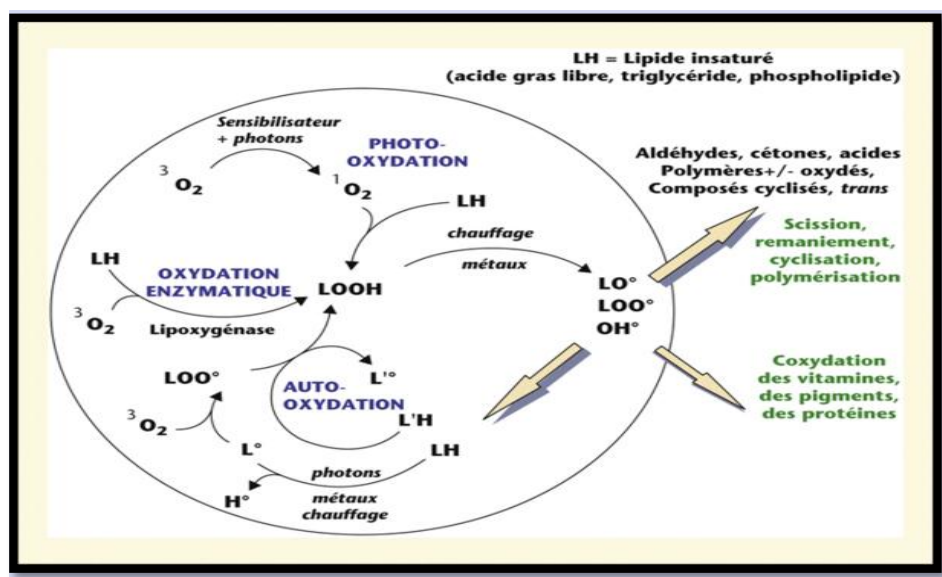 LH = Lipide insaturé
(acide gras libre, triglycéride, phospholipide)
Sensibilisateur
+ photons
PHOTO-
OXYDATION
³O₂
¹O₂
LH
Aldéhydes, cétones, acides
Polymères+/- oxydés,
Composés cyclisés, trans
Scission,
remaniement,
cyclisation,
polymérisation
chauffage
métaux
LH
OXYDATION
ENZYMATIQUE
LOOH
³O₂
Lipoxygénase
LO°
LOO°
OH°
LOO°
L'°
AUTO-
OXYDATION
Coxydation
des vitamines,
des pigments,
des protéines
³O₂
L'H
L°
LH
photons
H°
métaux
chauffage